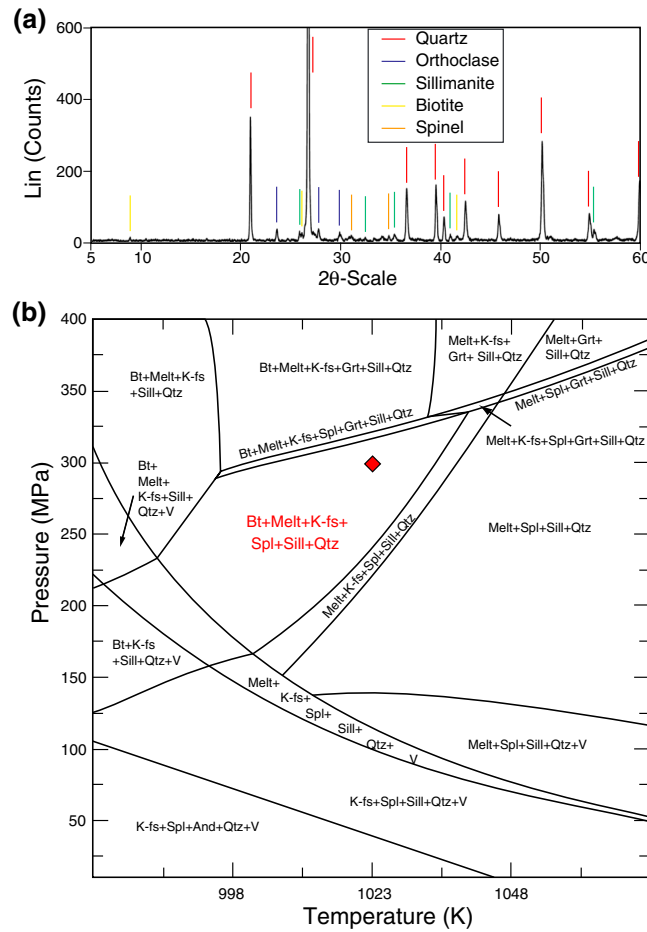 (a)
600
400
200
0
Lin (Counts)
Quartz
Orthoclase
Sillimanite
Biotite
Spinel
5 10 20 30 40 50 60
2θ-Scale
(b)
400
350
300
250
200
150
100
50
Pressure (MPa)
Bt+Melt+K-fs
+Sill+Qtz
Bt+Melt+K-fs+Grt+Sill+Qtz
Melt+K-fs+
Grt+ Sill+Qtz
Melt+Grt+
Sill+Qtz
Melt+Spl+Grt+Sill+Qtz
Bt+Melt+K-fs+Spl+Grt+Sill+Qtz
Melt+K-fs+Spl+Grt+Sill+Qtz
Bt+
Melt+
K-fs+Sill+
Qtz+V
Bt+Melt+K-fs+
Spl+Sill+Qtz
Melt+K-fs+Spl+Sill+Qtz
Melt+Spl+Sill+Qtz
Bt+K-fs
+Sill+Qtz+V
Melt+
K-fs+
Spl+
Sill+
Qtz+
V
Melt+Spl+Sill+Qtz+V
K-fs+Spl+Sill+Qtz+V
K-fs+Spl+And+Qtz+V
998 1023 1048
Temperature (K)